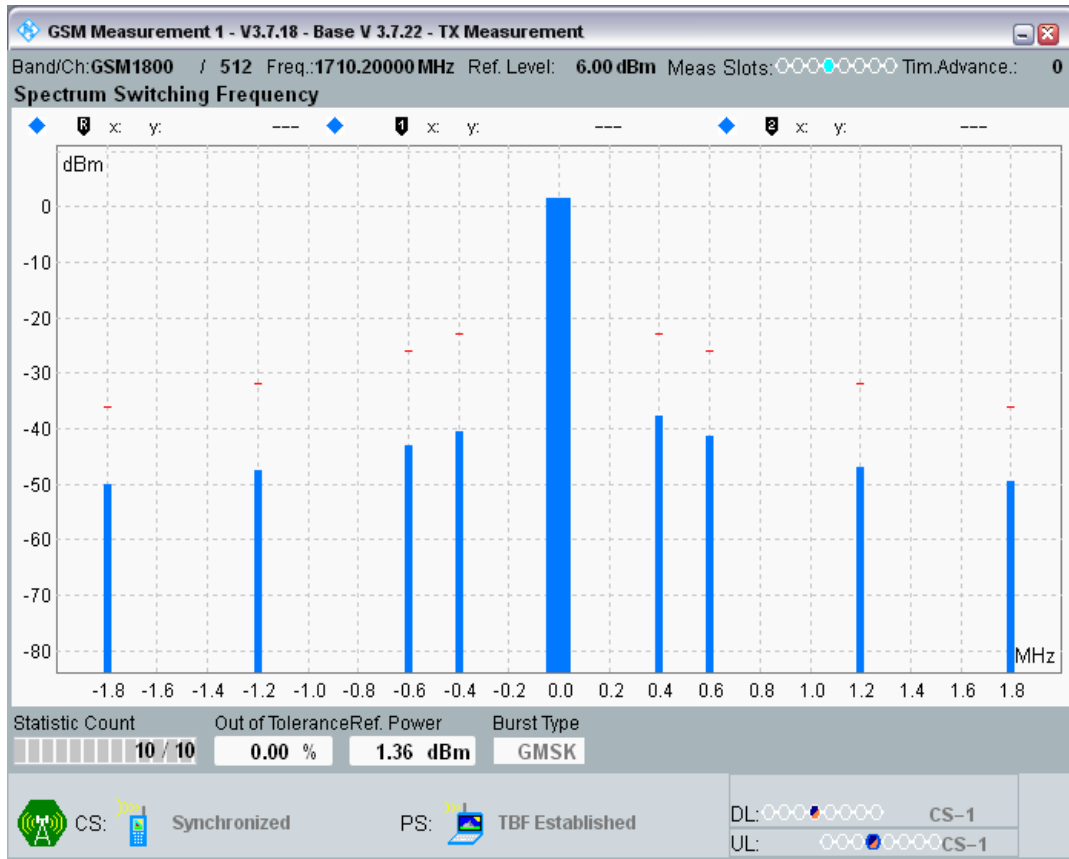 GSM Measurement 1 - V3.7.18 - Base V 3.7.22 - TX Measurement
Band/Ch:GSM1800 / 512 Freq.:1710.20000 MHz Ref. Level: 6.00 dBm Meas Slots: Tim.Advance.: 0
Spectrum Switching Frequency
R x: y: --- 1 x: y: --- 2 x: y: ---
dBm
0
-10
-20
-30
-40
-50
-60
-70
-80
MHz
-1.8 -1.6 -1.4 -1.2 -1.0 -0.8 -0.6 -0.4 -0.2 0.0 0.2 0.4 0.6 0.8 1.0 1.2 1.4 1.6 1.8
Statistic Count Out of Tolerance Ref. Power Burst Type
10 / 10 0.00 % 1.36 dBm GMSK
CS: Synchronized PS: TBF Established
DL: CS-1
UL: CS-1